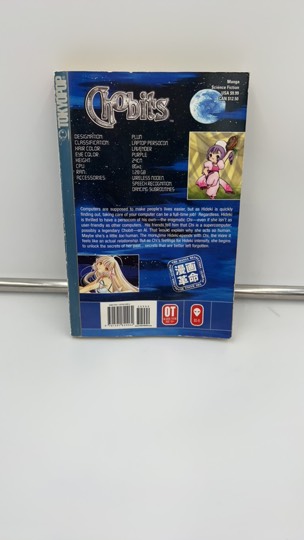 TOKYOPOP
Chobits
Manga
Science Fiction
USA $9.99
CAN $12.50
DESIGNATION: PLUM
CLASSIFICATION: LAPTOP PERSOCOM
HAIR COLOR: LAVENDER
EYE COLOR: PURPLE
HEIGHT:
CPU:
RAM:
ACCESSORIES: WIRELESS MODEM
SPEECH RECOGNITION
DANCING SUBROUTINES
Computers are supposed to make people's lives easier, but as Hideki is quickly
finding out, taking care of your computer can be a full time job! Regardless, Hideki
is thrilled to have a persocom of his own—the enigmatic Chi—even if she isn't as
user friendly as other computers. His friends tell him that Chi is a supercomputer,
possibly a legendary Chobit—an A.I. that would explain why she acts so human.
Maybe she's a little too human. The more time Hideki spends with Chi, the more it
feels like an actual relationship! But as Chi's feelings for Hideki intensify, she begins
to unlock the secrets of her past... secrets that are better left forgotten.
漫画
革命
OT